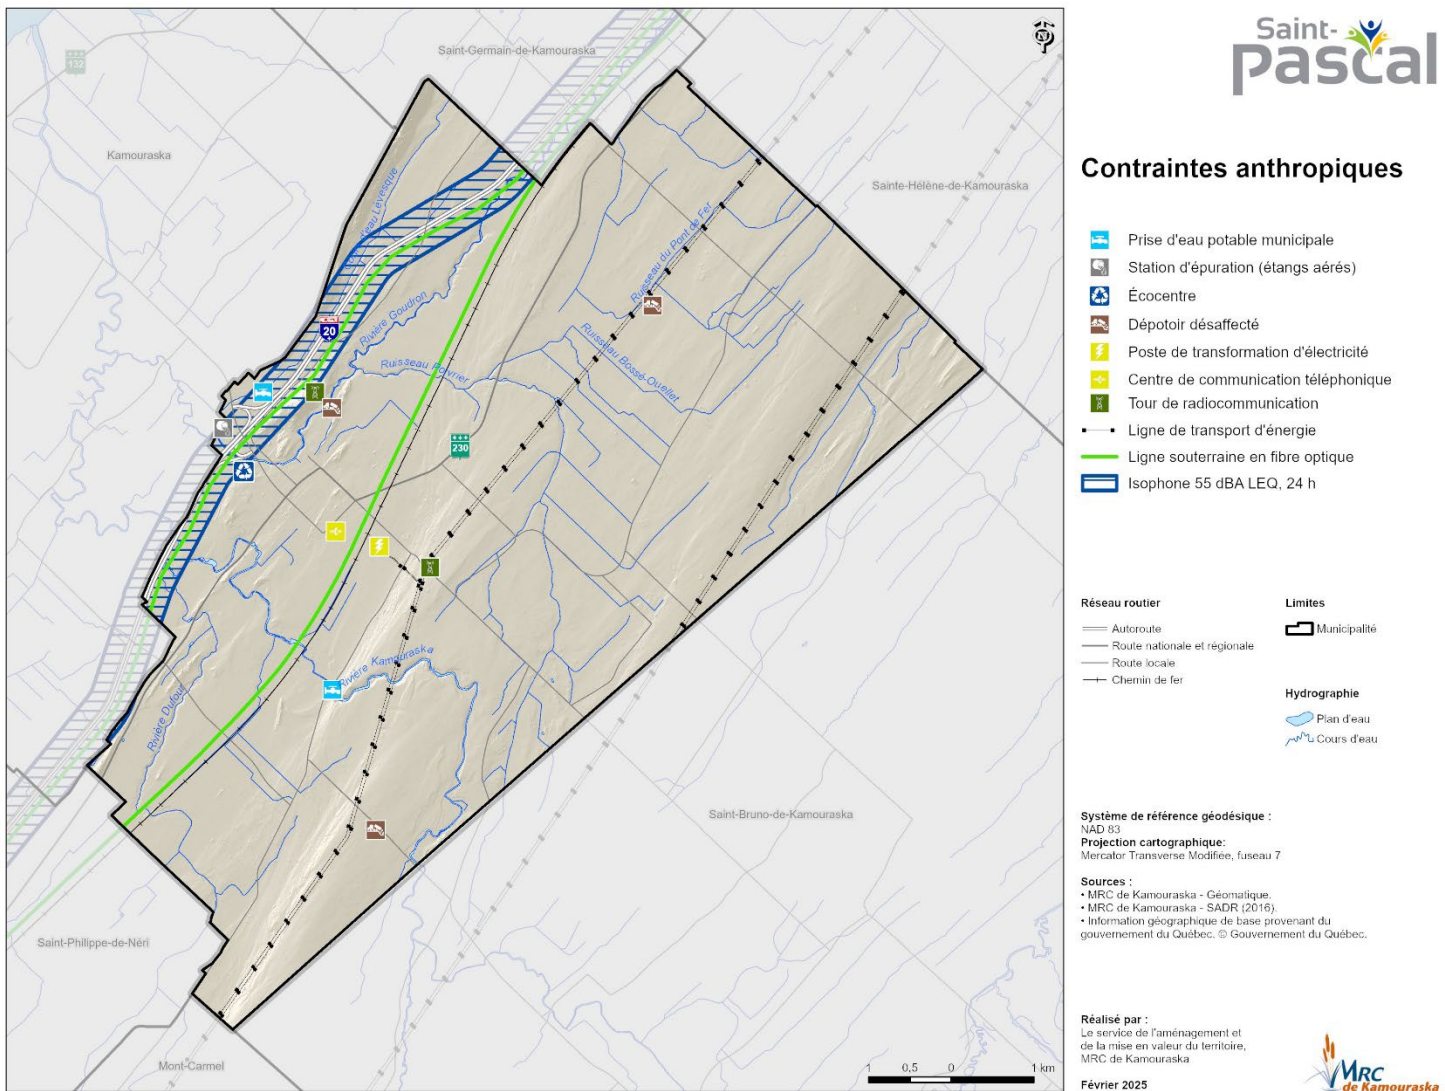 Saint-Germain-de-Kamouraska
132
Kamouraska
Sainte-Hélène-de-Kamouraska
d'eau Lévesque
Ruisseau du Pont de Fer
Rivière Goudron
20
Ruisseau Poivrier
Ruisseau Bossé-Ouellet
230
Rivière Kamouraska
Rivière Dufour
Saint-Bruno-de-Kamouraska
Saint-Philippe-de-Néri
Mont-Carmel
1 0,5 0 1 km
Saint-
pascal
Contraintes anthropiques
Prise d'eau potable municipale
Station d'épuration (étangs aérés)
Écocentre
Dépotoir désaffecté
Poste de transformation d'électricité
Centre de communication téléphonique
Tour de radiocommunication
Ligne de transport d'énergie
Ligne souterraine en fibre optique
Isophone 55 dBA LEQ, 24 h
Réseau routier
Autoroute
Route nationale et régionale
Route locale
Chemin de fer
Limites
Municipalité
Hydrographie
Plan d'eau
Cours d'eau
Système de référence géodésique :
NAD 83
Projection cartographique:
Mercator Transverse Modifiée, fuseau 7
Sources :
• MRC de Kamouraska - Géomatique.
• MRC de Kamouraska - SADR (2016).
• Information géographique de base provenant du
gouvernement du Québec. © Gouvernement du Québec.
Réalisé par :
Le service de l'aménagement et
de la mise en valeur du territoire,
MRC de Kamouraska
Février 2025
MRC
de Kamouraska